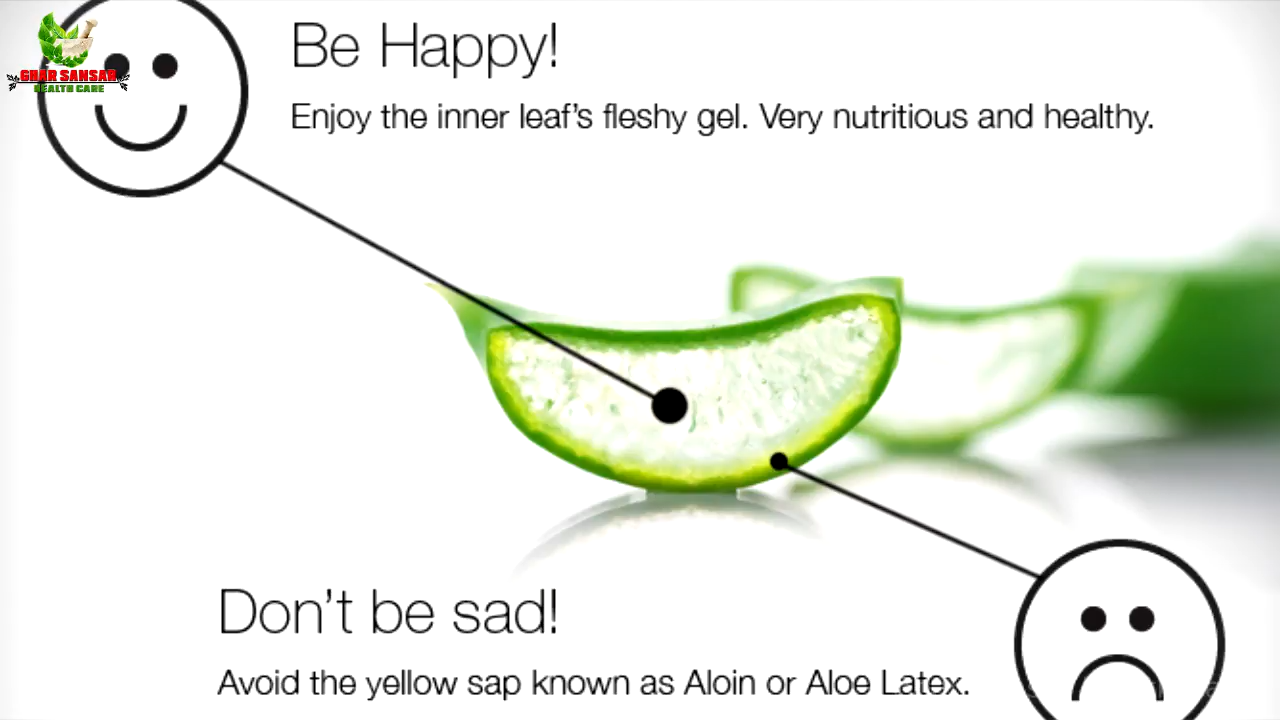 GHAR SANSAR
HEALTH CARE
Be Happy!
Enjoy the inner leaf’s fleshy gel. Very nutritious and healthy.
Don’t be sad!
Avoid the yellow sap known as Aloin or Aloe Latex.